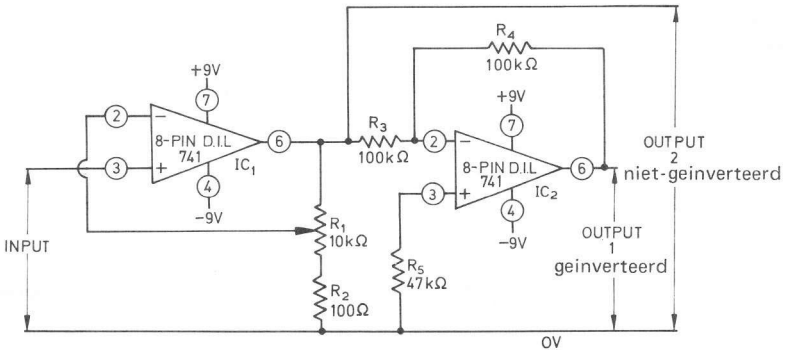 R4
100kΩ
+9V
7
2
−
8-PIN D.I.L
741
IC1
6
3
+
4
−9V
INPUT
R1
10kΩ
R2
100Ω
R3
100kΩ
+9V
7
2
−
8-PIN D.I.L
741
IC2
6
3
+
4
−9V
R5
47kΩ
OUTPUT
2
niet-geinverteerd
OUTPUT
1
geinverteerd
0V